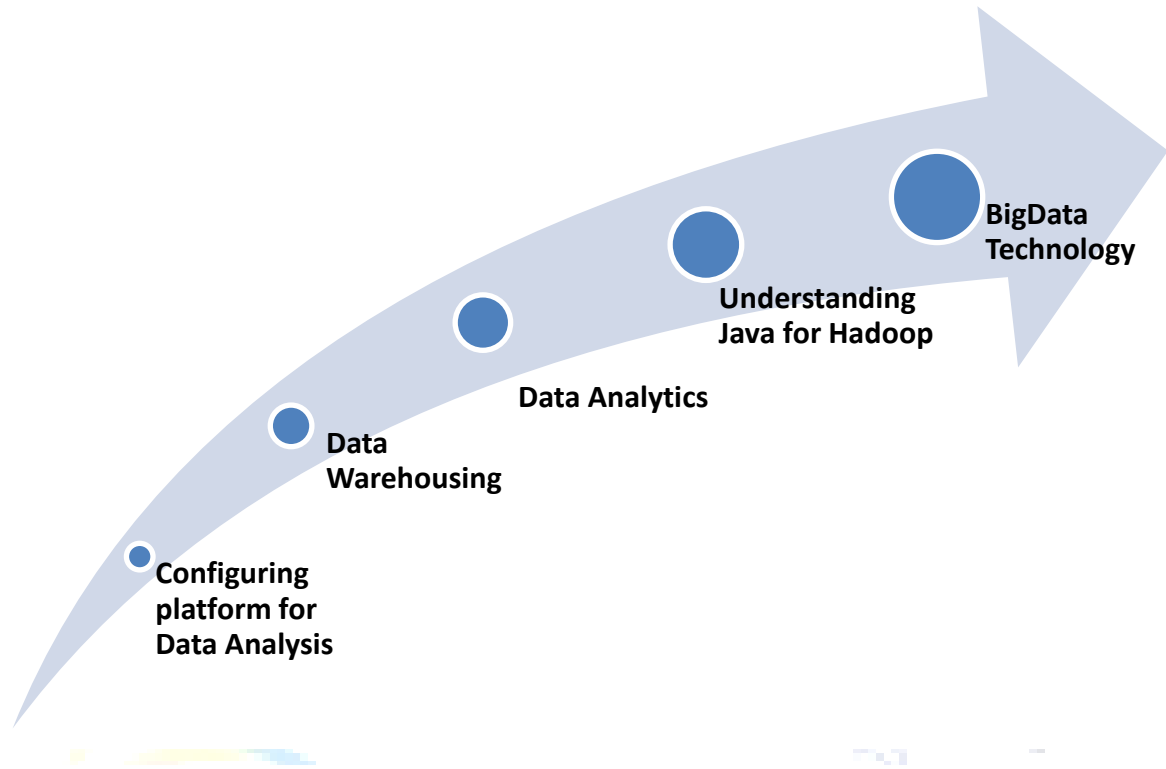 BigData
Technology
Understanding
Java for Hadoop
Data Analytics
Data
Warehousing
Configuring
platform for
Data Analysis